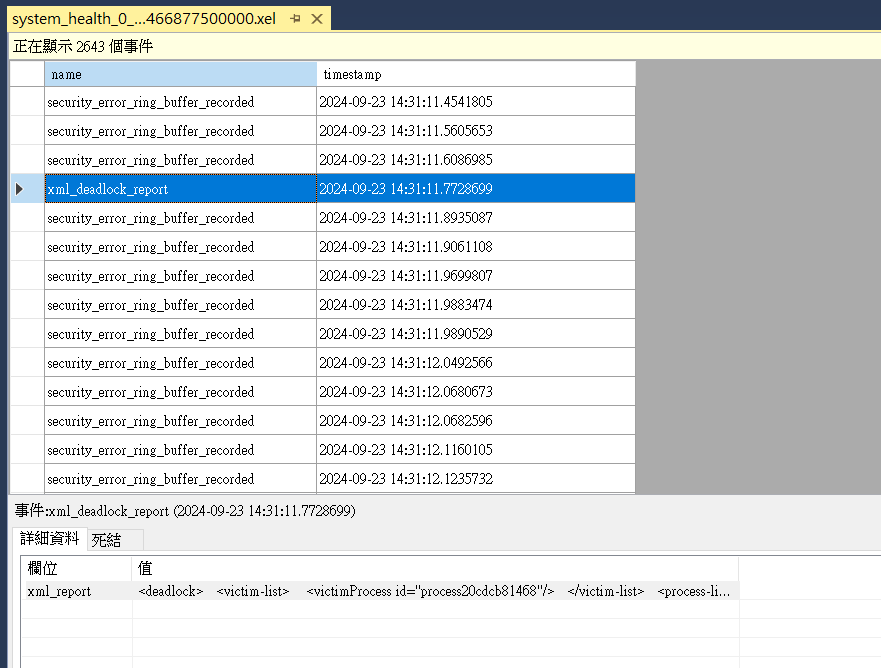 system_health_0_...466877500000.xel
正在顯示 2643 個事件
name timestamp
security_error_ring_buffer_recorded 2024-09-23 14:31:11.4541805
security_error_ring_buffer_recorded 2024-09-23 14:31:11.5605653
security_error_ring_buffer_recorded 2024-09-23 14:31:11.6086985
xml_deadlock_report 2024-09-23 14:31:11.7728699
security_error_ring_buffer_recorded 2024-09-23 14:31:11.8935087
security_error_ring_buffer_recorded 2024-09-23 14:31:11.9061108
security_error_ring_buffer_recorded 2024-09-23 14:31:11.9699807
security_error_ring_buffer_recorded 2024-09-23 14:31:11.9883474
security_error_ring_buffer_recorded 2024-09-23 14:31:11.9890529
security_error_ring_buffer_recorded 2024-09-23 14:31:12.0492566
security_error_ring_buffer_recorded 2024-09-23 14:31:12.0680673
security_error_ring_buffer_recorded 2024-09-23 14:31:12.0682596
security_error_ring_buffer_recorded 2024-09-23 14:31:12.1160105
security_error_ring_buffer_recorded 2024-09-23 14:31:12.1235732
事件:xml_deadlock_report (2024-09-23 14:31:11.7728699)
詳細資料 死結
欄位 值
xml_report <deadlock> <victim-list> <victimProcess id="process20cdcb81468"/> </victim-list> <process-li...